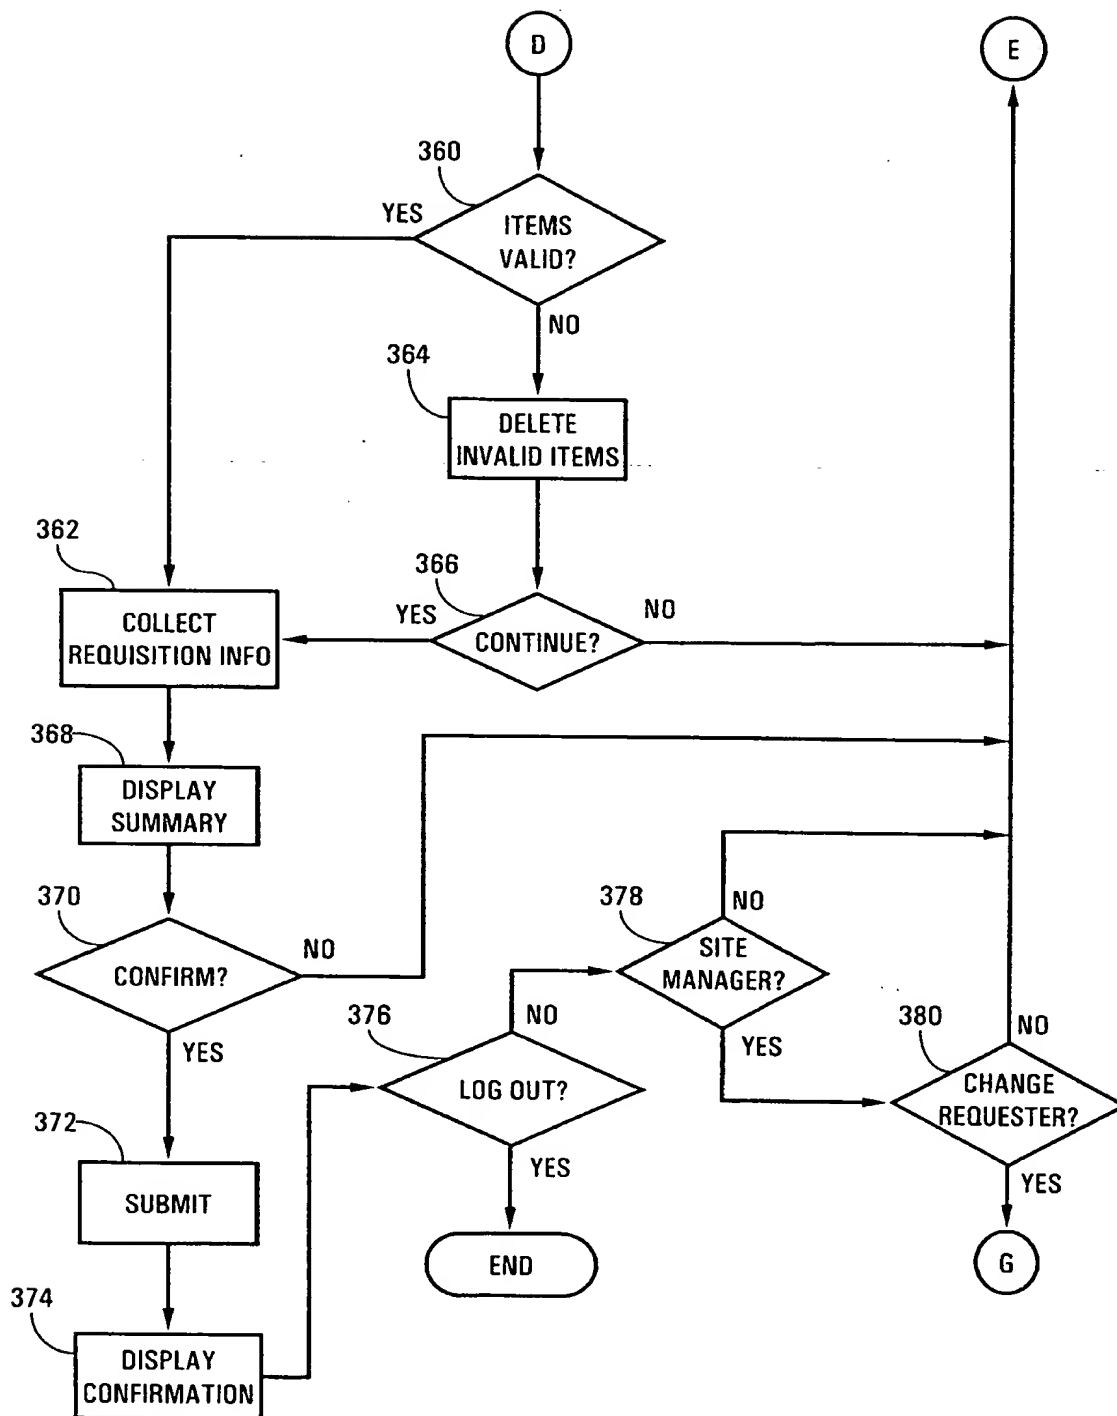 D
E
360
YES
ITEMS
VALID?
NO
364
DELETE
INVALID ITEMS
362
COLLECT
REQUISITION INFO
366
YES
CONTINUE?
NO
368
DISPLAY
SUMMARY
370
CONFIRM?
NO
YES
372
SUBMIT
374
DISPLAY
CONFIRMATION
376
LOG OUT?
NO
YES
END
378
SITE
MANAGER?
NO
YES
380
CHANGE
REQUESTER?
NO
YES
G